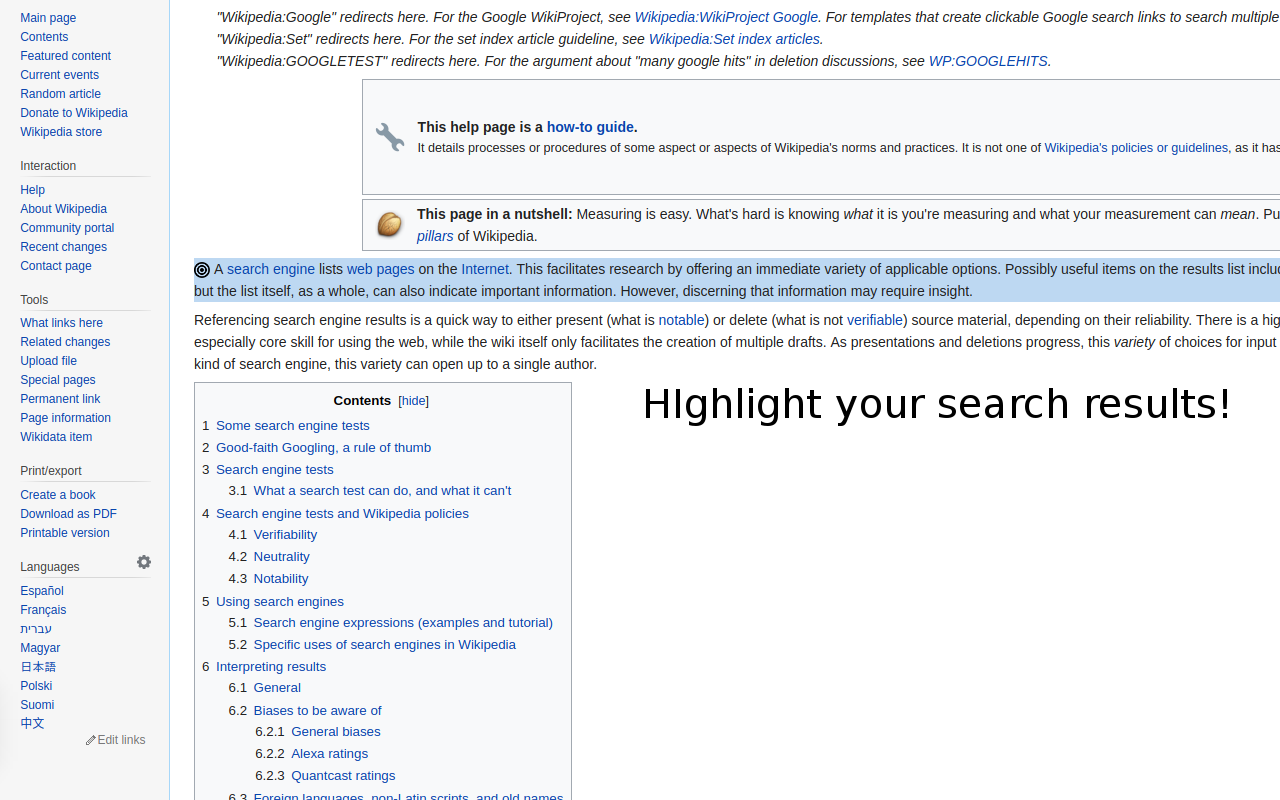 Main page
Contents
Featured content
Current events
Random article
Donate to Wikipedia
Wikipedia store
Interaction
Help
About Wikipedia
Community portal
Recent changes
Contact page
Tools
What links here
Related changes
Upload file
Special pages
Permanent link
Page information
Wikidata item
Print/export
Create a book
Download as PDF
Printable version
Languages
Español
Français
עברית
Magyar
日本語
Polski
Suomi
中文
Edit links
"Wikipedia:Google" redirects here. For the Google WikiProject, see Wikipedia:WikiProject Google. For templates that create clickable Google search links to search multiple
"Wikipedia:Set" redirects here. For the set index article guideline, see Wikipedia:Set index articles.
"Wikipedia:GOOGLETEST" redirects here. For the argument about "many google hits" in deletion discussions, see WP:GOOGLEHITS.
This help page is a how-to guide.
It details processes or procedures of some aspect or aspects of Wikipedia's norms and practices. It is not one of Wikipedia's policies or guidelines, as it has
This page in a nutshell: Measuring is easy. What's hard is knowing what it is you're measuring and what your measurement can mean. Pu
pillars of Wikipedia.
A search engine lists web pages on the Internet. This facilitates research by offering an immediate variety of applicable options. Possibly useful items on the results list inclu
but the list itself, as a whole, can also indicate important information. However, discerning that information may require insight.
Referencing search engine results is a quick way to either present (what is notable) or delete (what is not verifiable) source material, depending on their reliability. There is a hig
especially core skill for using the web, while the wiki itself only facilitates the creation of multiple drafts. As presentations and deletions progress, this variety of choices for input
kind of search engine, this variety can open up to a single author.
Contents [hide]
1 Some search engine tests
2 Good-faith Googling, a rule of thumb
3 Search engine tests
3.1 What a search test can do, and what it can't
4 Search engine tests and Wikipedia policies
4.1 Verifiability
4.2 Neutrality
4.3 Notability
5 Using search engines
5.1 Search engine expressions (examples and tutorial)
5.2 Specific uses of search engines in Wikipedia
6 Interpreting results
6.1 General
6.2 Biases to be aware of
6.2.1 General biases
6.2.2 Alexa ratings
6.2.3 Quantcast ratings
6.3 Foreign languages, non-Latin scripts, and old names
HIghlight your search results!